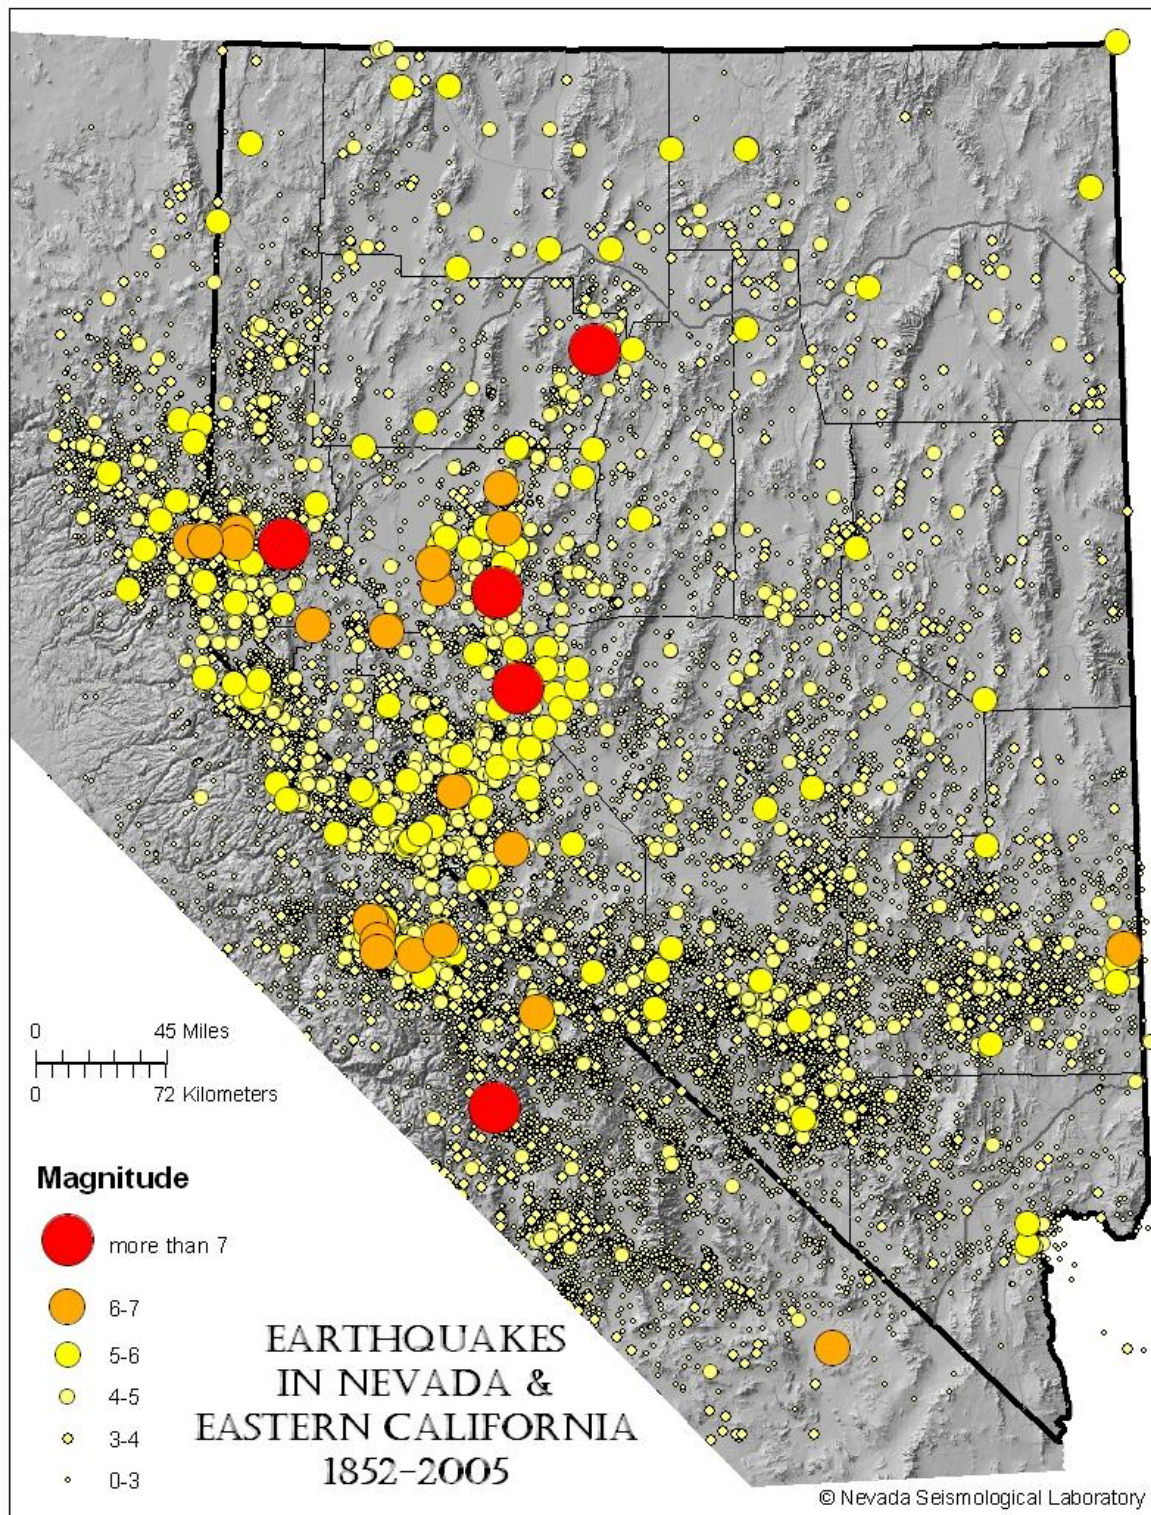 0 45 Miles
0 72 Kilometers
Magnitude
more than 7
6-7
5-6
4-5
3-4
0-3
EARTHQUAKES
IN NEVADA &
EASTERN CALIFORNIA
1852-2005
© Nevada Seismological Laboratory